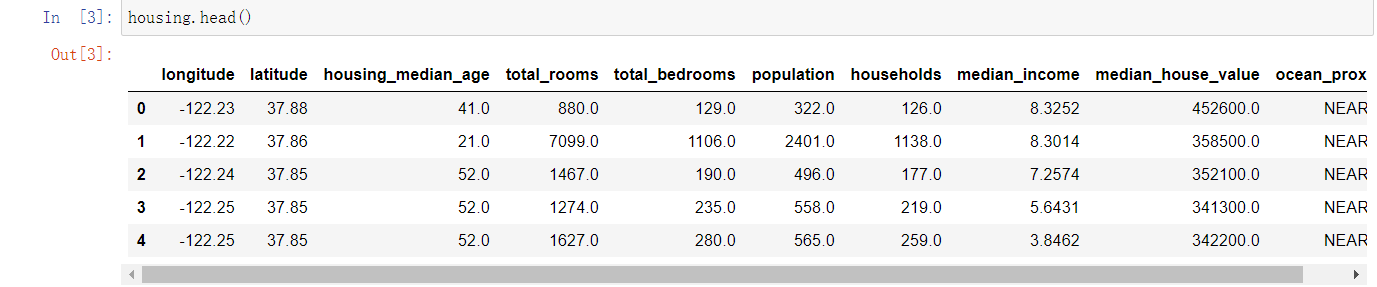 In [3]: housing.head()
Out[3]:
longitude latitude housing_median_age total_rooms total_bedrooms population households median_income median_house_value ocean_prox
0 -122.23 37.88 41.0 880.0 129.0 322.0 126.0 8.3252 452600.0 NEAR
1 -122.22 37.86 21.0 7099.0 1106.0 2401.0 1138.0 8.3014 358500.0 NEAR
2 -122.24 37.85 52.0 1467.0 190.0 496.0 177.0 7.2574 352100.0 NEAR
3 -122.25 37.85 52.0 1274.0 235.0 558.0 219.0 5.6431 341300.0 NEAR
4 -122.25 37.85 52.0 1627.0 280.0 565.0 259.0 3.8462 342200.0 NEAR